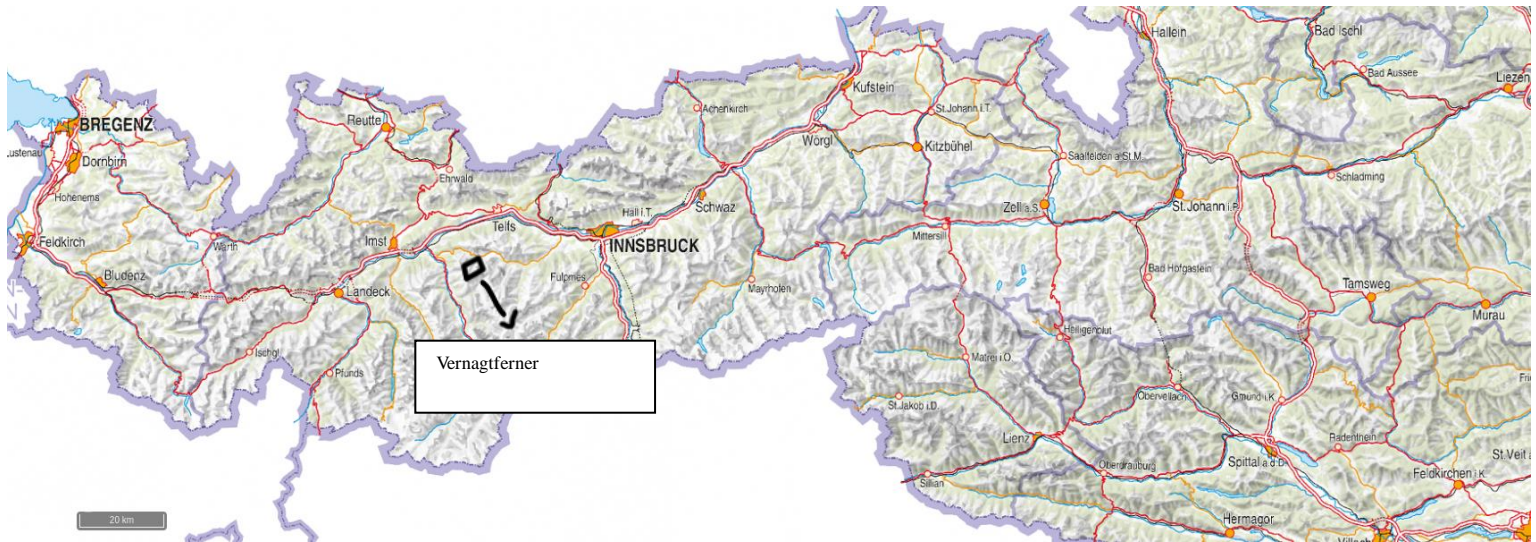 Hallein
Bad Ischl
Bad Aussee
Liezen
Kufstein
Achenkirch
St.Johann i.T.
BREGENZ
Reutte
Wörgl
Lustenau
Dornbirn
Kitzbühel
Saalfelden a.St.M.
Ehrwald
Schladming
Hohenems
Schwaz
St.Johann i.P.
Zell a.S.
Hall i.T.
Telfs
Mittersill
Feldkirch
Warth
Imst
INNSBRUCK
Bludenz
Landeck
Fulpmes
Mayrhofen
Bad Hofgastein
Tamsweg
Murau
Heiligenblut
Ischgl
Matrei i.O.
Vernagtferner
Pfunds
Obervellach
Gmünd i.K.
St.Jakob i.D.
Lienz
Radenthein
Spittal a.d.D.
St.Veit a
Oberdrauburg
Feldkirchen i.K.
Sillian
20 km
Hermagor
Villach